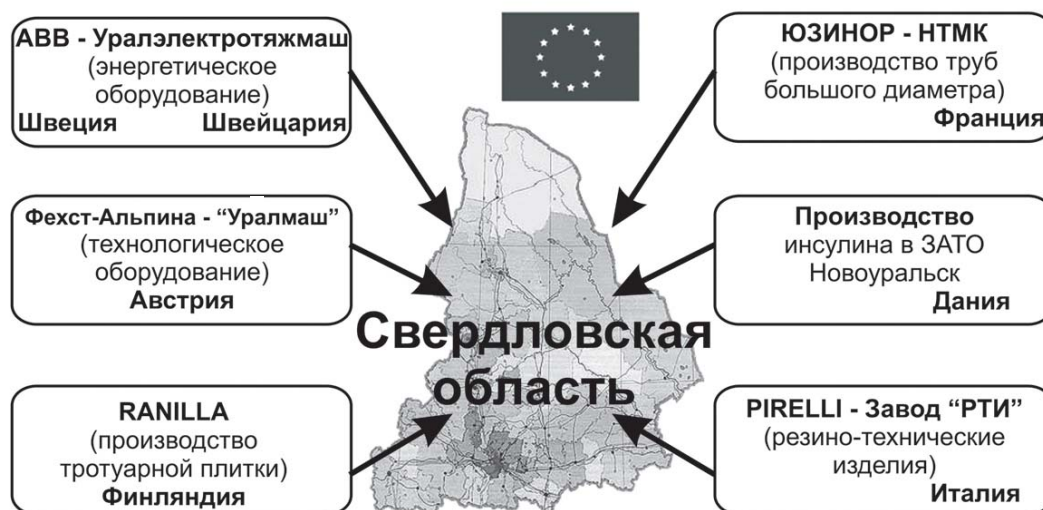 АВВ - Уралэлектротяжмаш
(энергетическое
оборудование)
Швеция Швейцария
ЮЗИНОР - НТМК
(производство труб
большого диаметра)
Франция
Фехст-Альпина - “Уралмаш”
(технологическое
оборудование)
Австрия
Производство
инсулина в ЗАТО
Новоуральск
Дания
Свердловская
область
RANILLA
(производство
тротуарной плитки)
Финляндия
PIRELLI - Завод “РТИ”
(резино-технические
изделия)
Италия